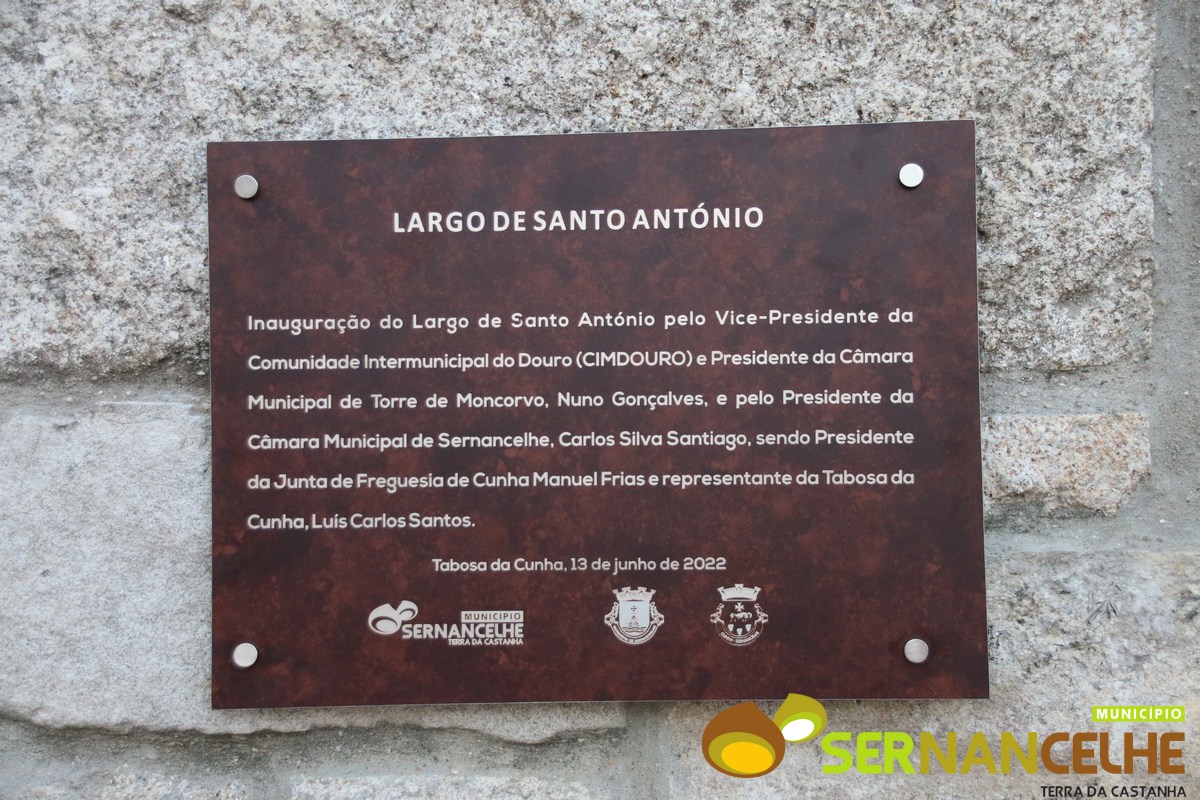 LARGO DE SANTO ANTÓNIO
Inauguração do Largo de Santo António pelo Vice-Presidente da
Comunidade Intermunicipal do Douro (CIMDOURO) e Presidente da Câmara
Municipal de Torre de Moncorvo, Nuno Gonçalves, e pelo Presidente da
Câmara Municipal de Sernancelhe, Carlos Silva Santiago, sendo Presidente
da Junta de Freguesia de Cunha Manuel Frias e representante da Tabosa da
Cunha, Luís Carlos Santos.
Tabosa da Cunha, 13 de junho de 2022
MUNICÍPIO
SERNANCELHE
TERRA DA CASTANHA
MUNICÍPIO
SERNANCELHE
TERRA DA CASTANHA